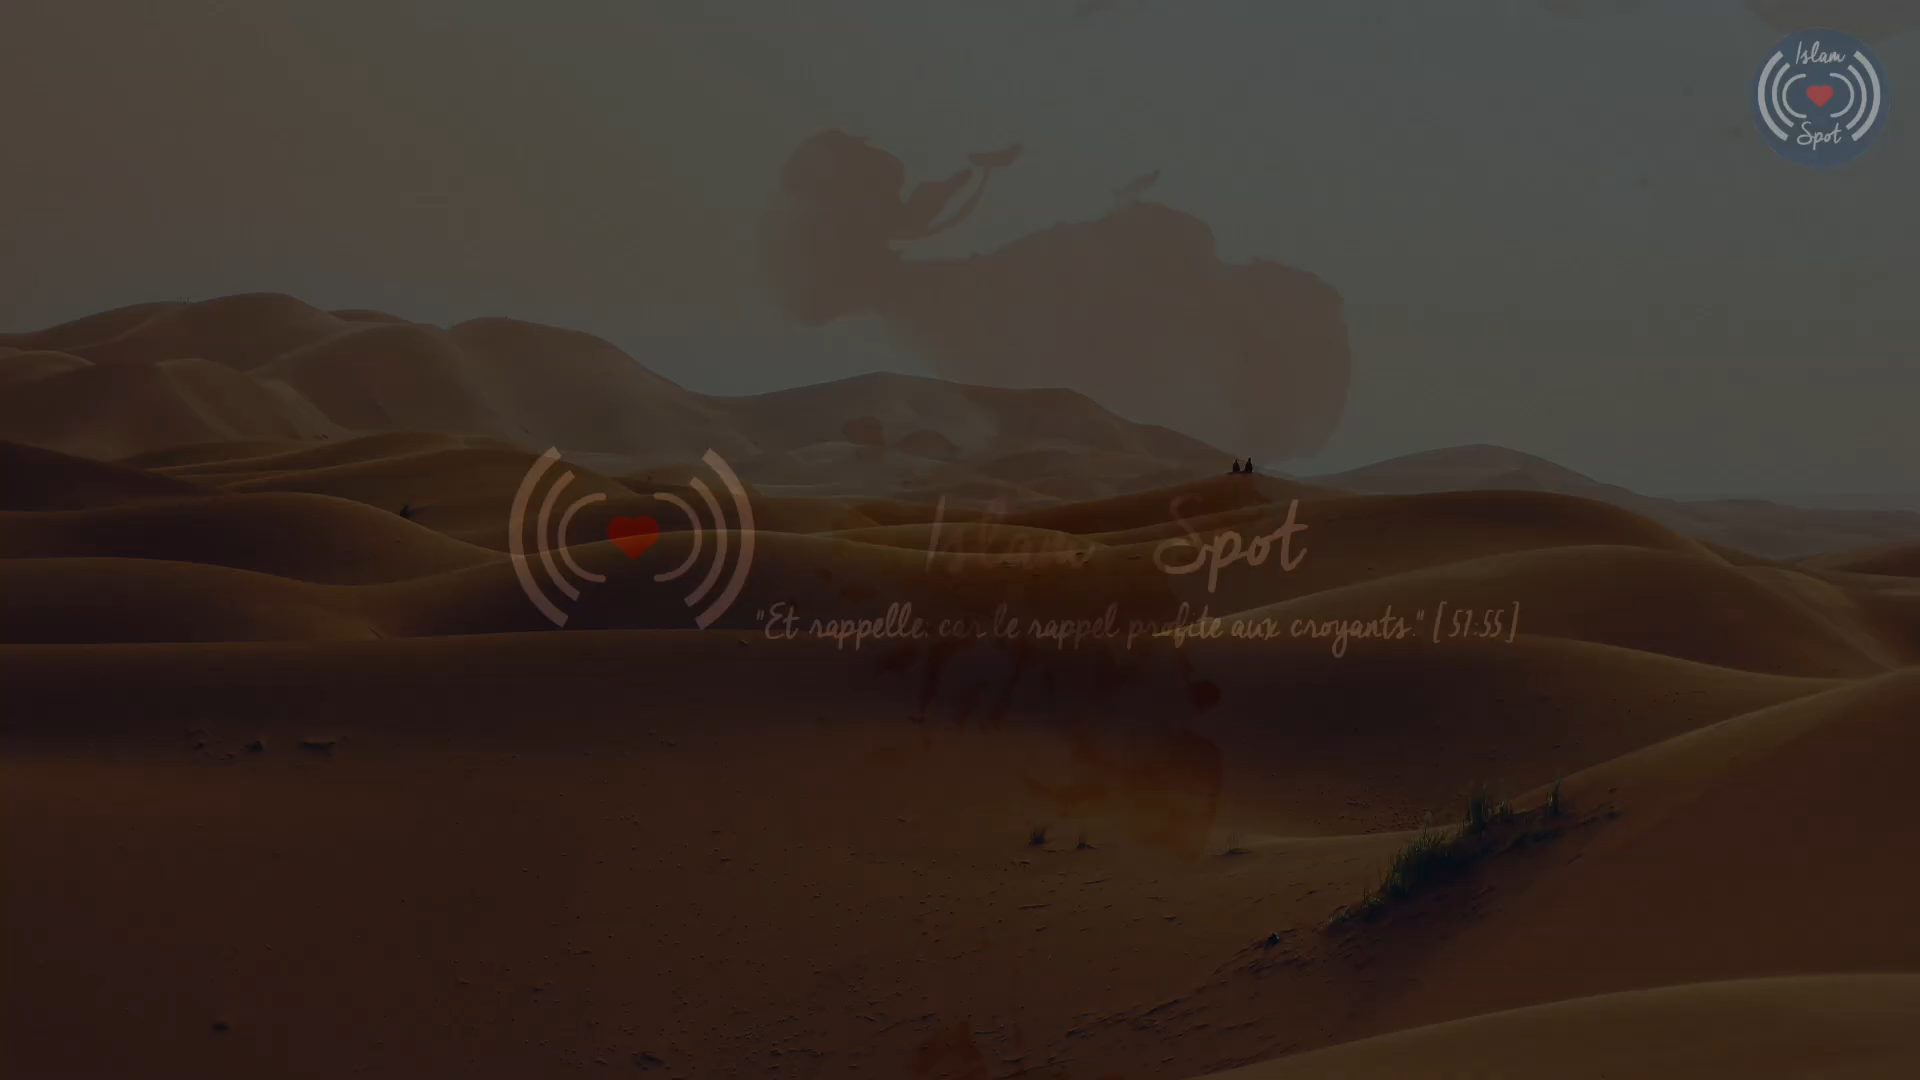 Islam
Spot
Islam Spot
"Et rappelle; car le rappel profite aux croyants." [51:55]